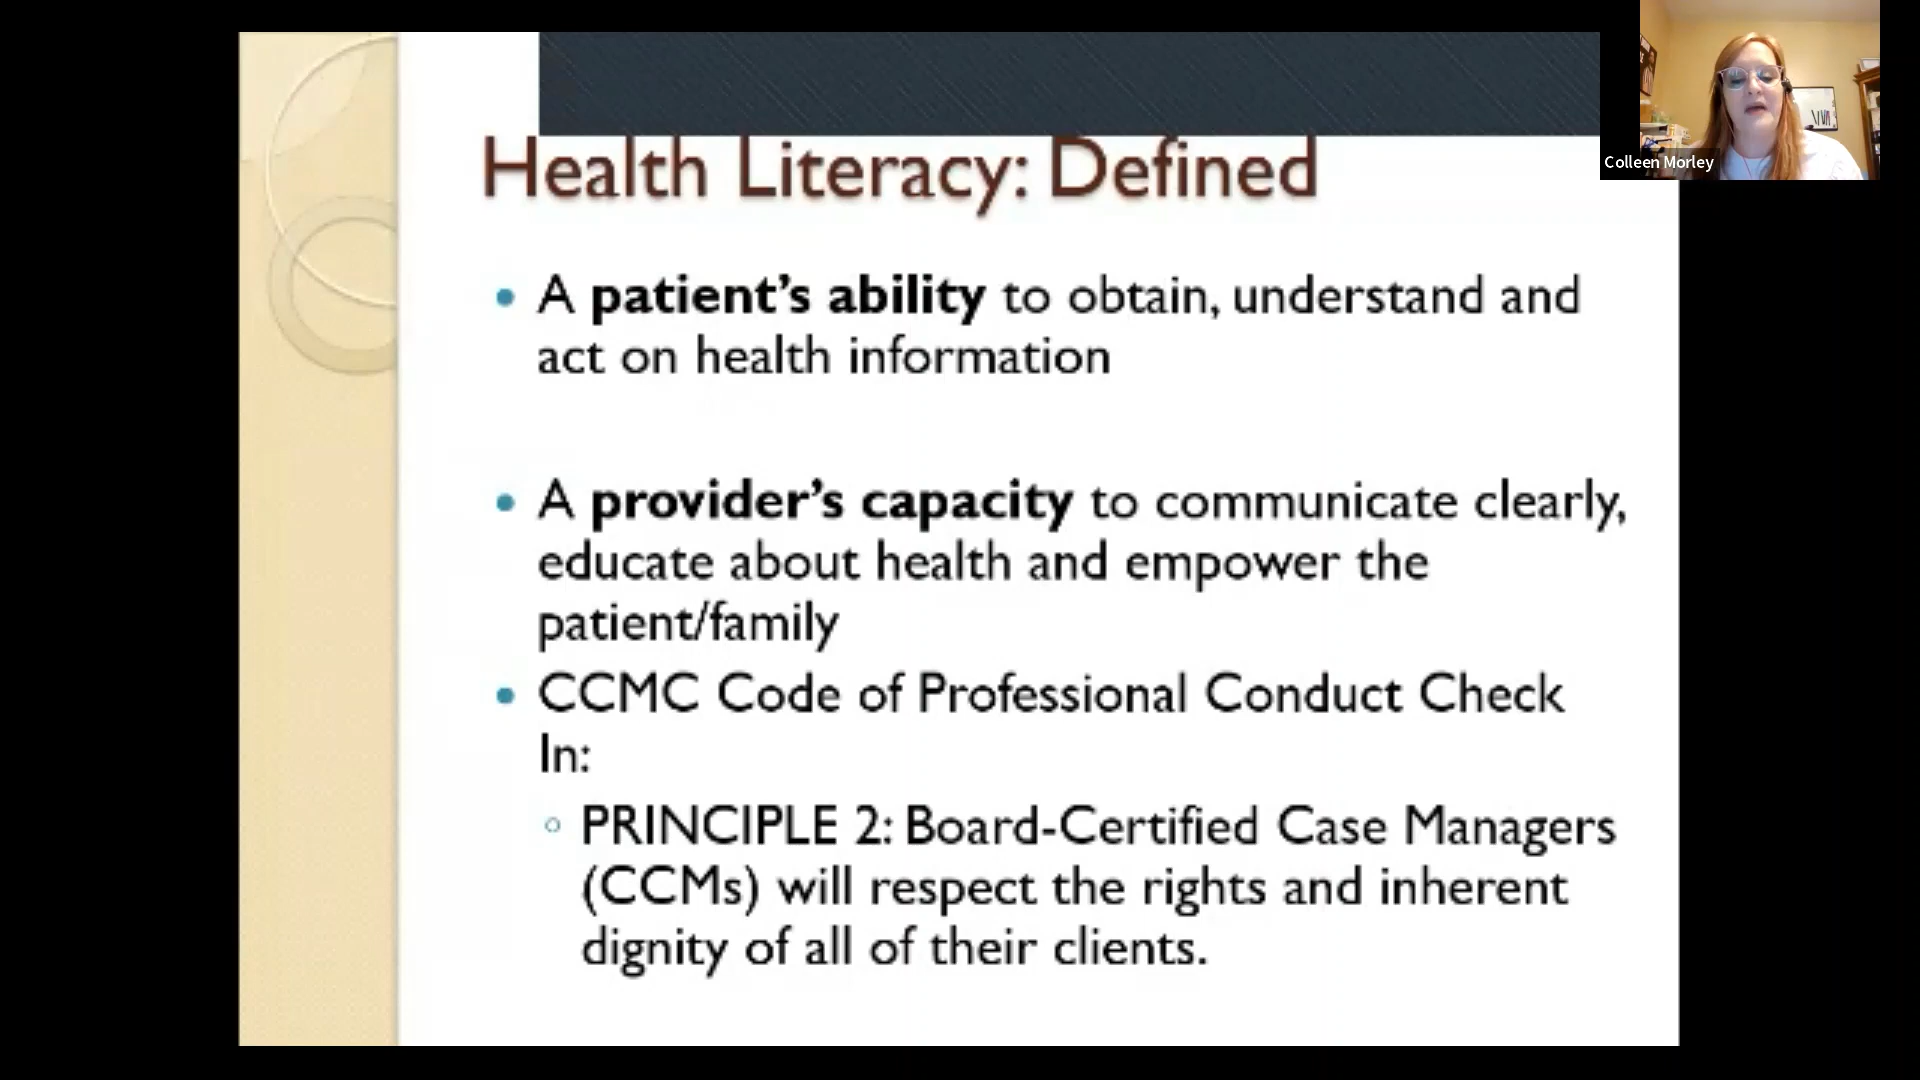 Health Literacy: Defined
• A patient's ability to obtain, understand and
act on health information
• A provider's capacity to communicate clearly,
educate about health and empower the
patient/family
• CCMC Code of Professional Conduct Check
In:
○ PRINCIPLE 2: Board-Certified Case Managers
(CCMs) will respect the rights and inherent
dignity of all of their clients.
Colleen Morley